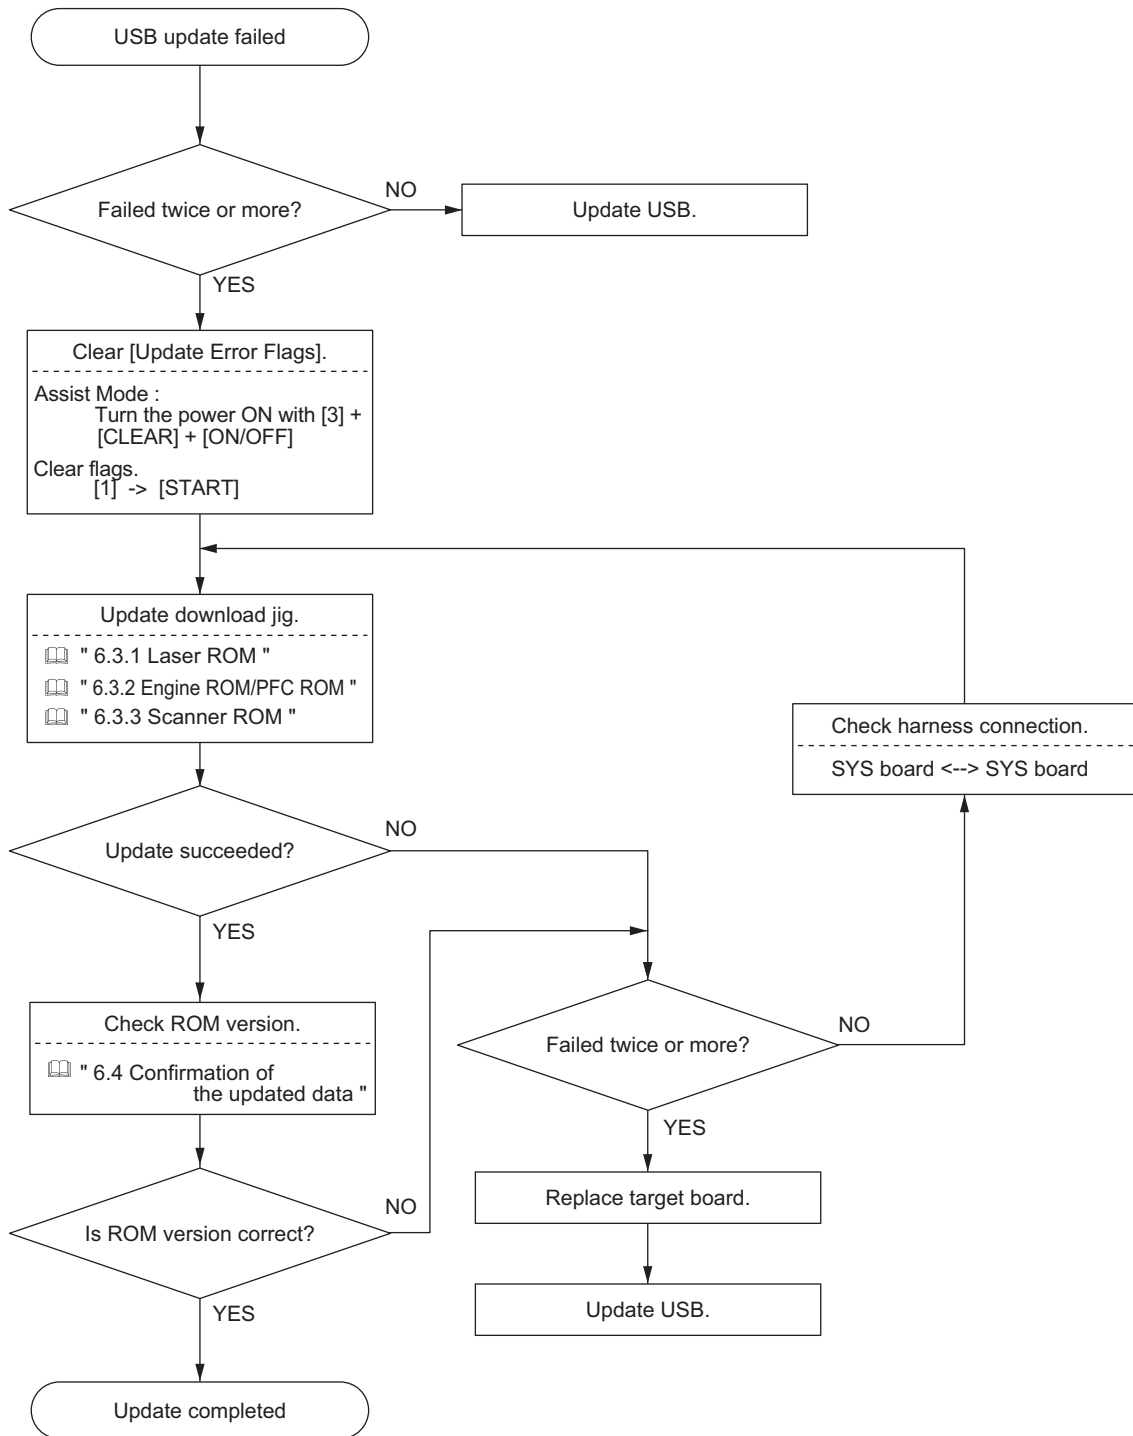 USB update failed
Failed twice or more?
NO
Update USB.
YES
Clear [Update Error Flags].
Assist Mode :
Turn the power ON with [3] +
[CLEAR] + [ON/OFF]
Clear flags.
[1] -> [START]
Update download jig.
" 6.3.1 Laser ROM "
" 6.3.2 Engine ROM/PFC ROM "
" 6.3.3 Scanner ROM "
Check harness connection.
SYS board <--> SYS board
Update succeeded?
NO
YES
Check ROM version.
" 6.4 Confirmation of
the updated data "
Failed twice or more?
NO
YES
Is ROM version correct?
NO
Replace target board.
Update USB.
YES
Update completed